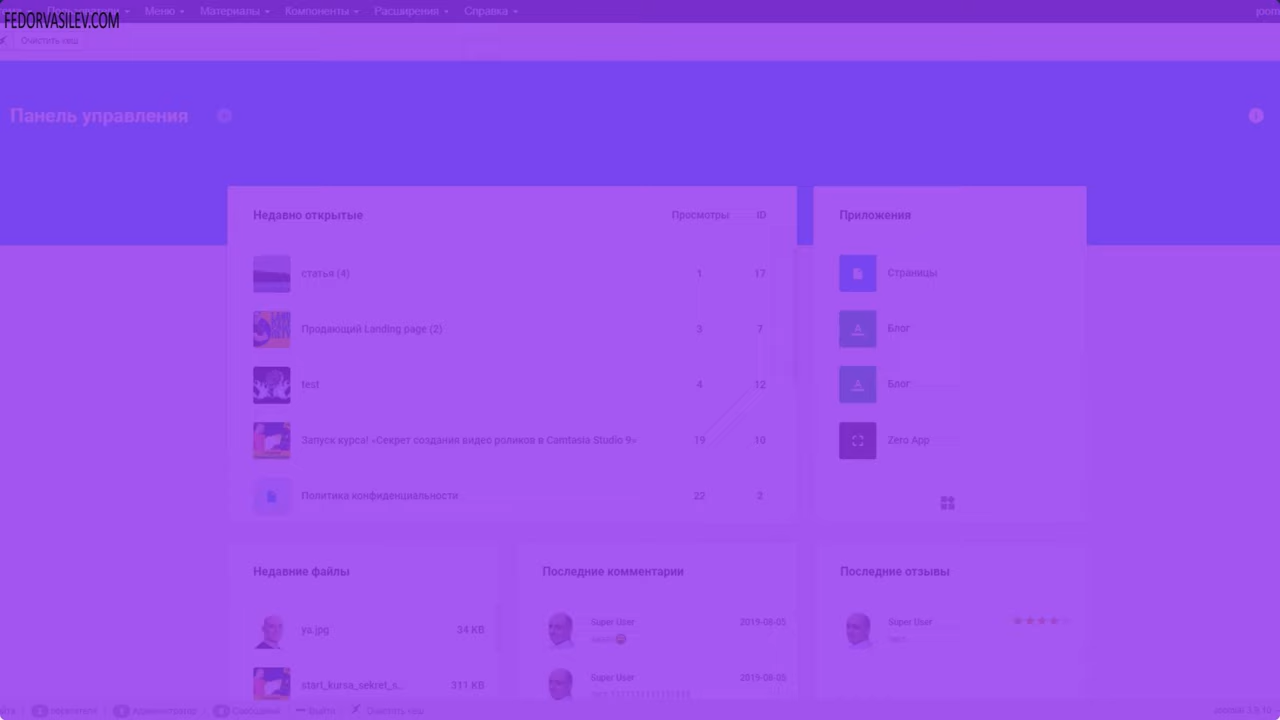 Меню Материалы Компоненты Расширения Справка
FEDORVASILEV.COM
Очистить кэш
Панель управления
Недавно открытые Просмотры ID
статья (4) 1 17
Продающий Landing page (2) 3 7
test 4 12
Запуск курса! «Секрет создания видео роликов в Camtasia Studio 9» 19 10
Политика конфиденциальности 22 2
Приложения
Страницы
Блог
Блог
Zero App
Недавние файлы
ya.jpg 34 KB
start_kursa_sekret_s... 311 KB
Последние комментарии
Super User 2019-08-05
Super User 2019-08-05
Последние отзывы
Super User
Администратор Сообщений Выйти Очистить кэш